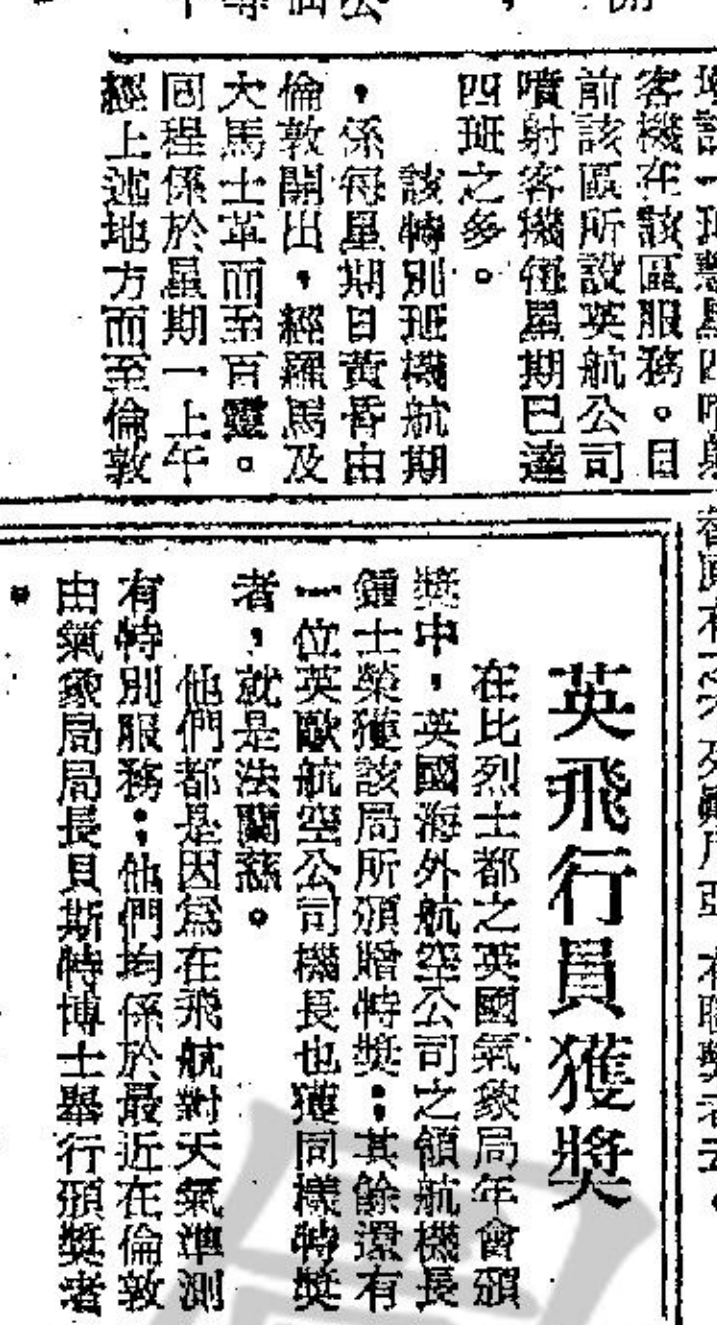 客機在該區服務。目
前該區所設英航公司
噴射客機每星期已達
四班之多。
該特別班機航期
，係每星期日黃昏由
倫敦開出，經羅馬及
大馬士革而至百靈。
回程係於星期一上午
經上述地方而至倫敦
英飛行員獲獎
在比烈士都之英國氣象局年會頒
獎中，英國海外航空公司之領航機長
鍾士榮獲該局所頒贈特獎；其餘還有
一位英歐航空公司機長也獲同樣特獎
者，就是法蘭慈。
他們都是因為在飛航對天氣準測
有特別服務；他們均係於最近在倫敦
由氣象局局長貝斯特博士舉行頒獎者
。